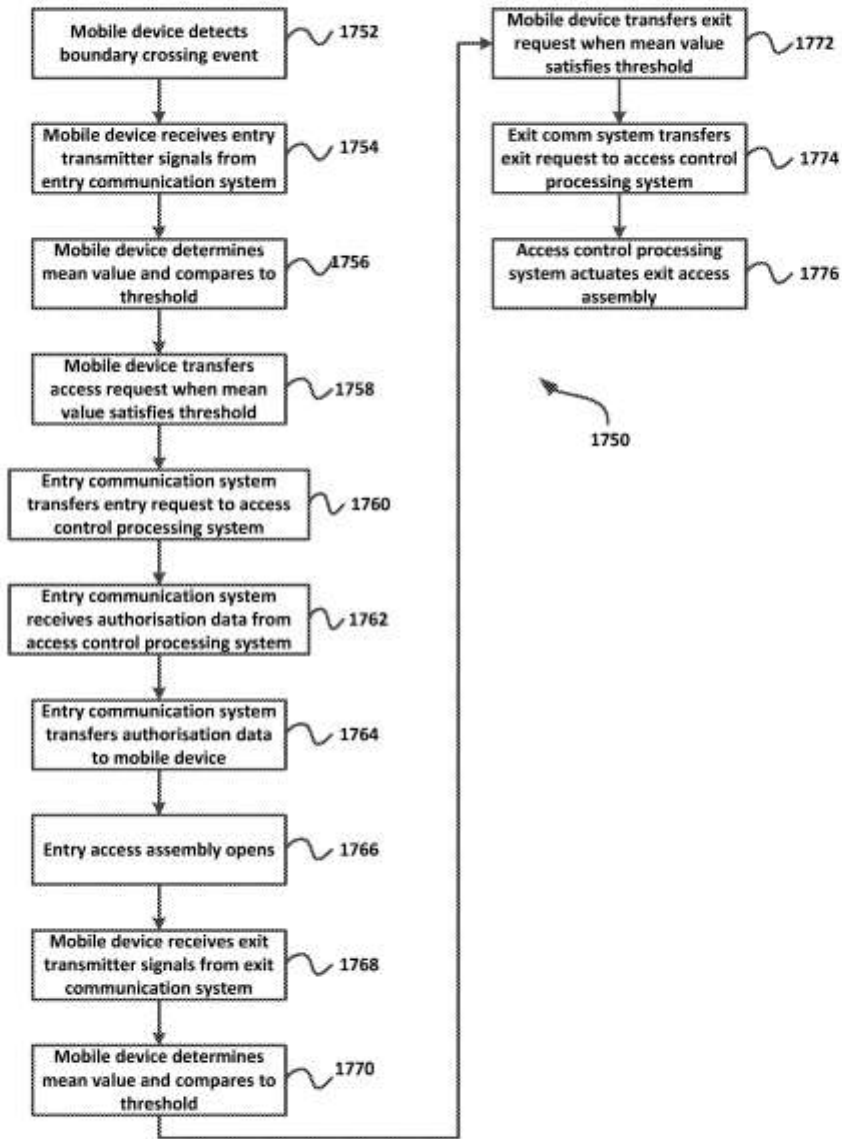 Mobile device detects
boundary crossing event
1752
Mobile device receives entry
transmitter signals from
entry communication system
1754
Mobile device determines
mean value and compares to
threshold
1756
Mobile device transfers
access request when mean
value satisfies threshold
1758
Entry communication system
transfers entry request to access
control processing system
1760
Entry communication system
receives authorisation data from
access control processing system
1762
Entry communication system
transfers authorisation data
to mobile device
1764
Entry access assembly opens
1766
Mobile device receives exit
transmitter signals from exit
communication system
1768
Mobile device determines
mean value and compares to
threshold
1770
Mobile device transfers exit
request when mean value
satisfies threshold
1772
Exit comm system transfers
exit request to access control
processing system
1774
Access control processing
system actuates exit access
assembly
1776
1750